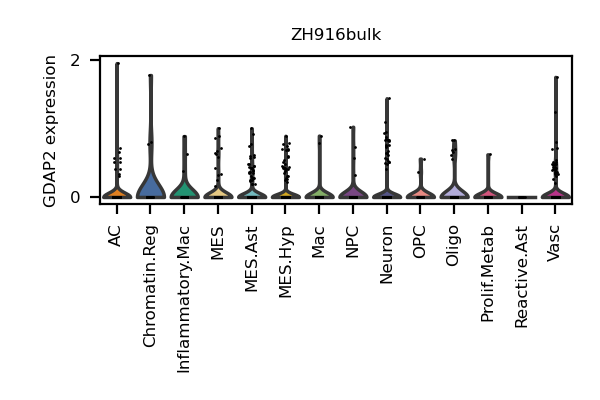 ZH916bulk
GDAP2 expression
2
0
AC
Chromatin.Reg
Inflammatory.Mac
MES
MES.Ast
MES.Hyp
Mac
NPC
Neuron
OPC
Oligo
Prolif.Metab
Reactive.Ast
Vasc